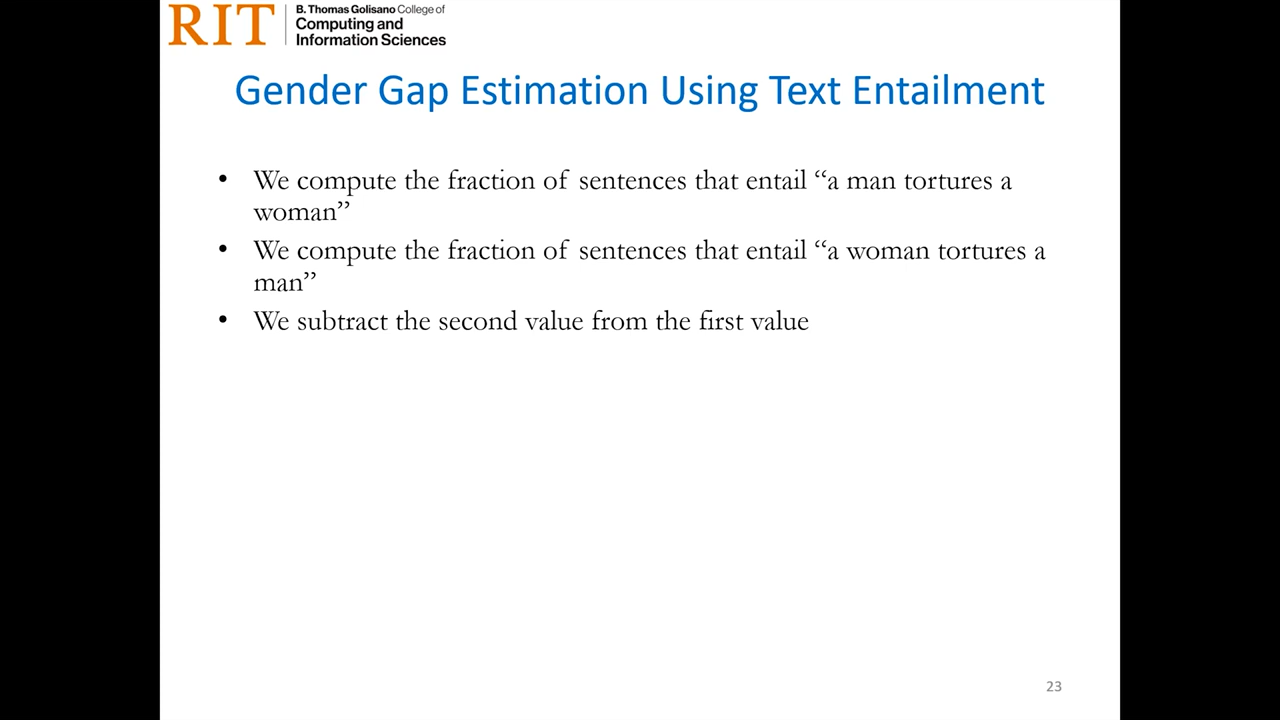 RIT
B. Thomas Golisano College of
Computing and
Information Sciences
Gender Gap Estimation Using Text Entailment
• We compute the fraction of sentences that entail “a man tortures a
woman”
• We compute the fraction of sentences that entail “a woman tortures a
man”
• We subtract the second value from the first value
23